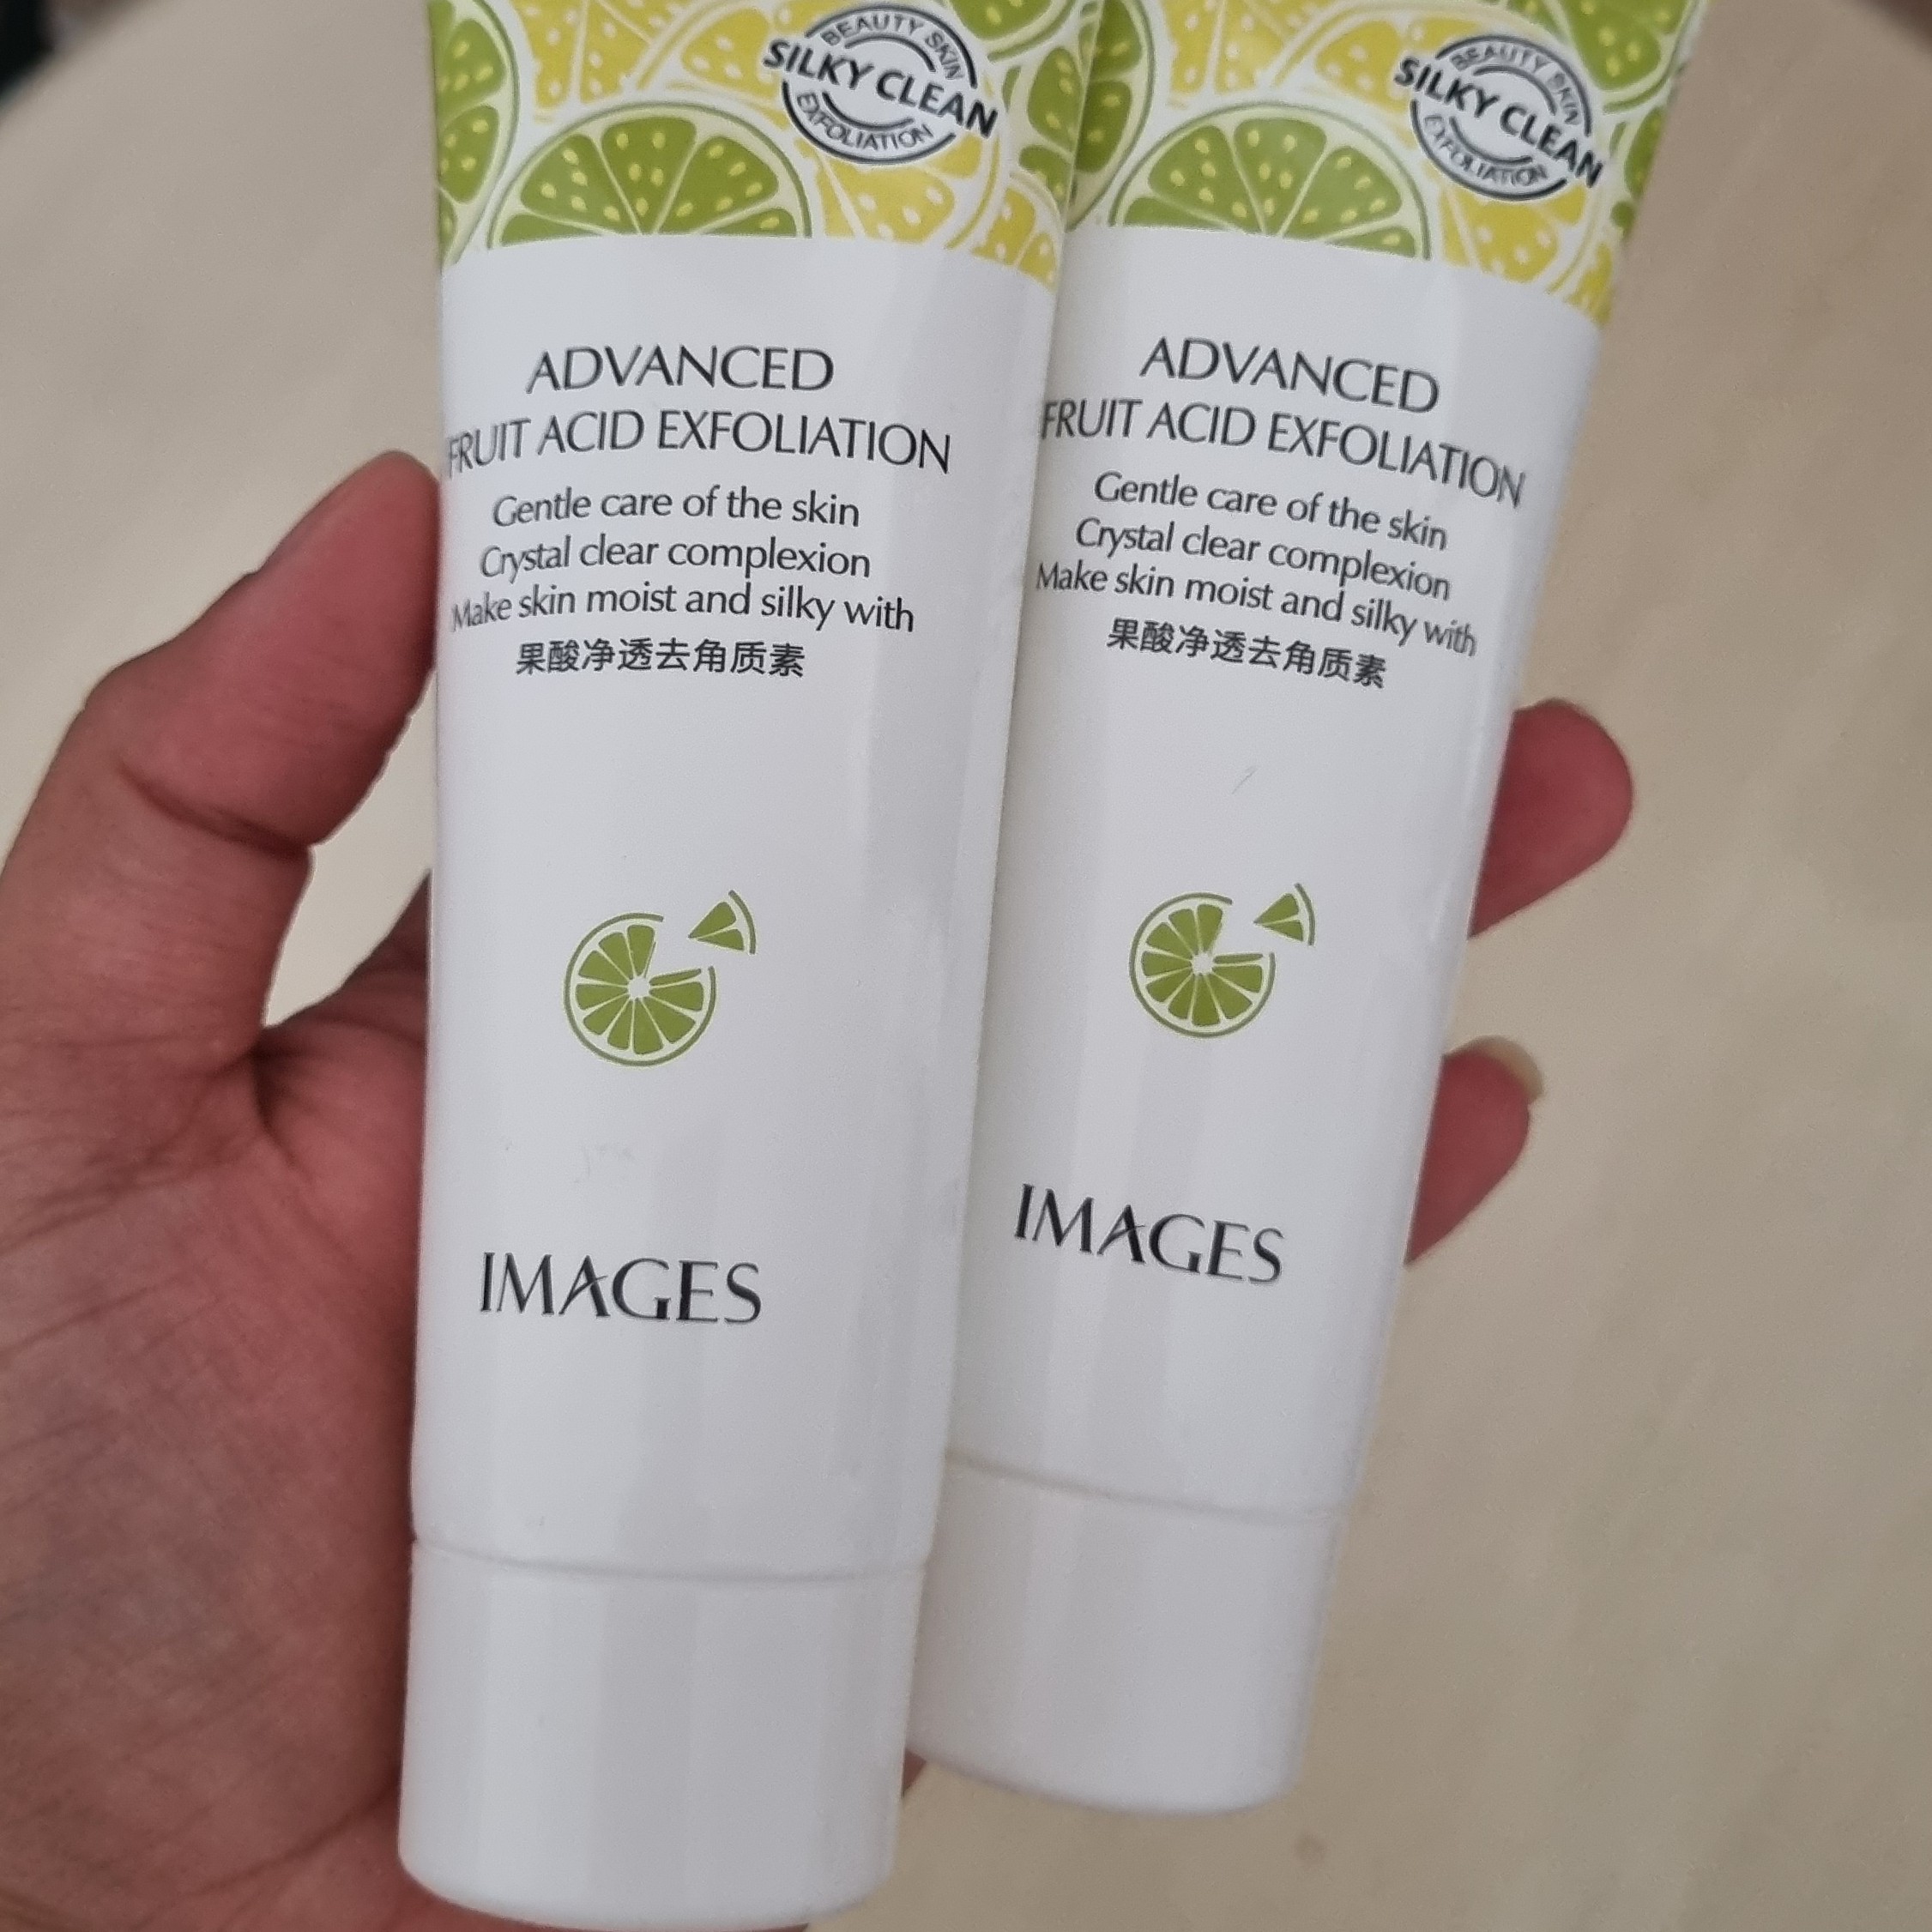 BEAUTY SKIN
SILKY CLEAN
EXFOLIATION
ADVANCED
FRUIT ACID EXFOLIATION
Gentle care of the skin
Crystal clear complexion
Make skin moist and silky with
果酸净透去角质素
IMAGES
BEAUTY SKIN
SILKY CLEAN
EXFOLIATION
ADVANCED
FRUIT ACID EXFOLIATION
Gentle care of the skin
Crystal clear complexion
Make skin moist and silky with
果酸净透去角质素
IMAGES